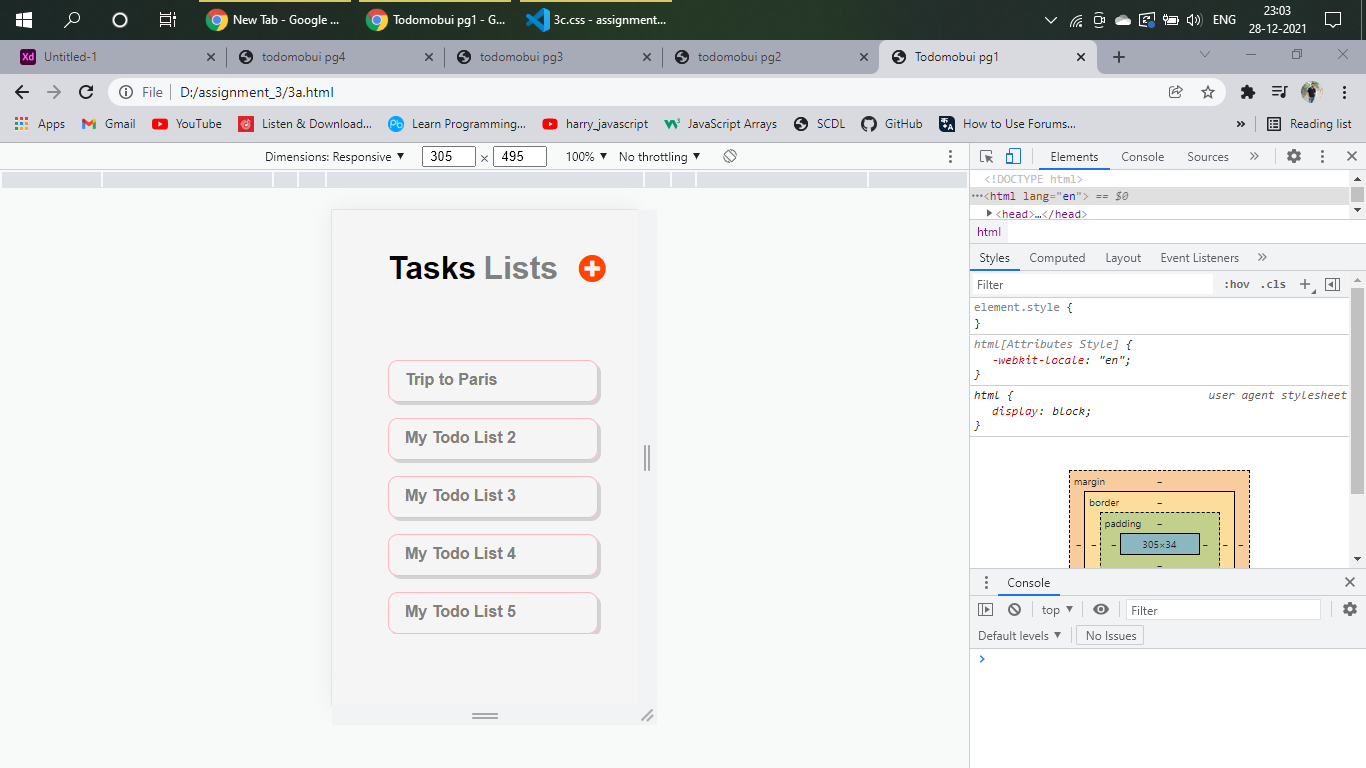 New Tab - Google ... Todomobui pg1 - G... 3c.css - assignment... ENG 23:03
28-12-2021
Xd Untitled-1 todomobui pg4 todomobui pg3 todomobui pg2 Todomobui pg1
File D:/assignment_3/3a.html
Apps Gmail YouTube Listen & Download... Pb Learn Programming... harry_javascript JavaScript Arrays SCDL GitHub How to Use Forums... » Reading list
Dimensions: Responsive 305 × 495 100% No throttling
Elements Console Sources »
<!DOCTYPE html>
···<html lang="en"> == $0
<head>…</head>
html
Styles Computed Layout Event Listeners »
Filter :hov .cls +
element.style {
}
html[Attributes Style] {
-webkit-locale: "en";
}
html { user agent stylesheet
display: block;
}
margin –
border –
padding –
– – – 305×34 – – –
–
Console
top Filter
Default levels No Issues
Tasks Lists
Trip to Paris
My Todo List 2
My Todo List 3
My Todo List 4
My Todo List 5